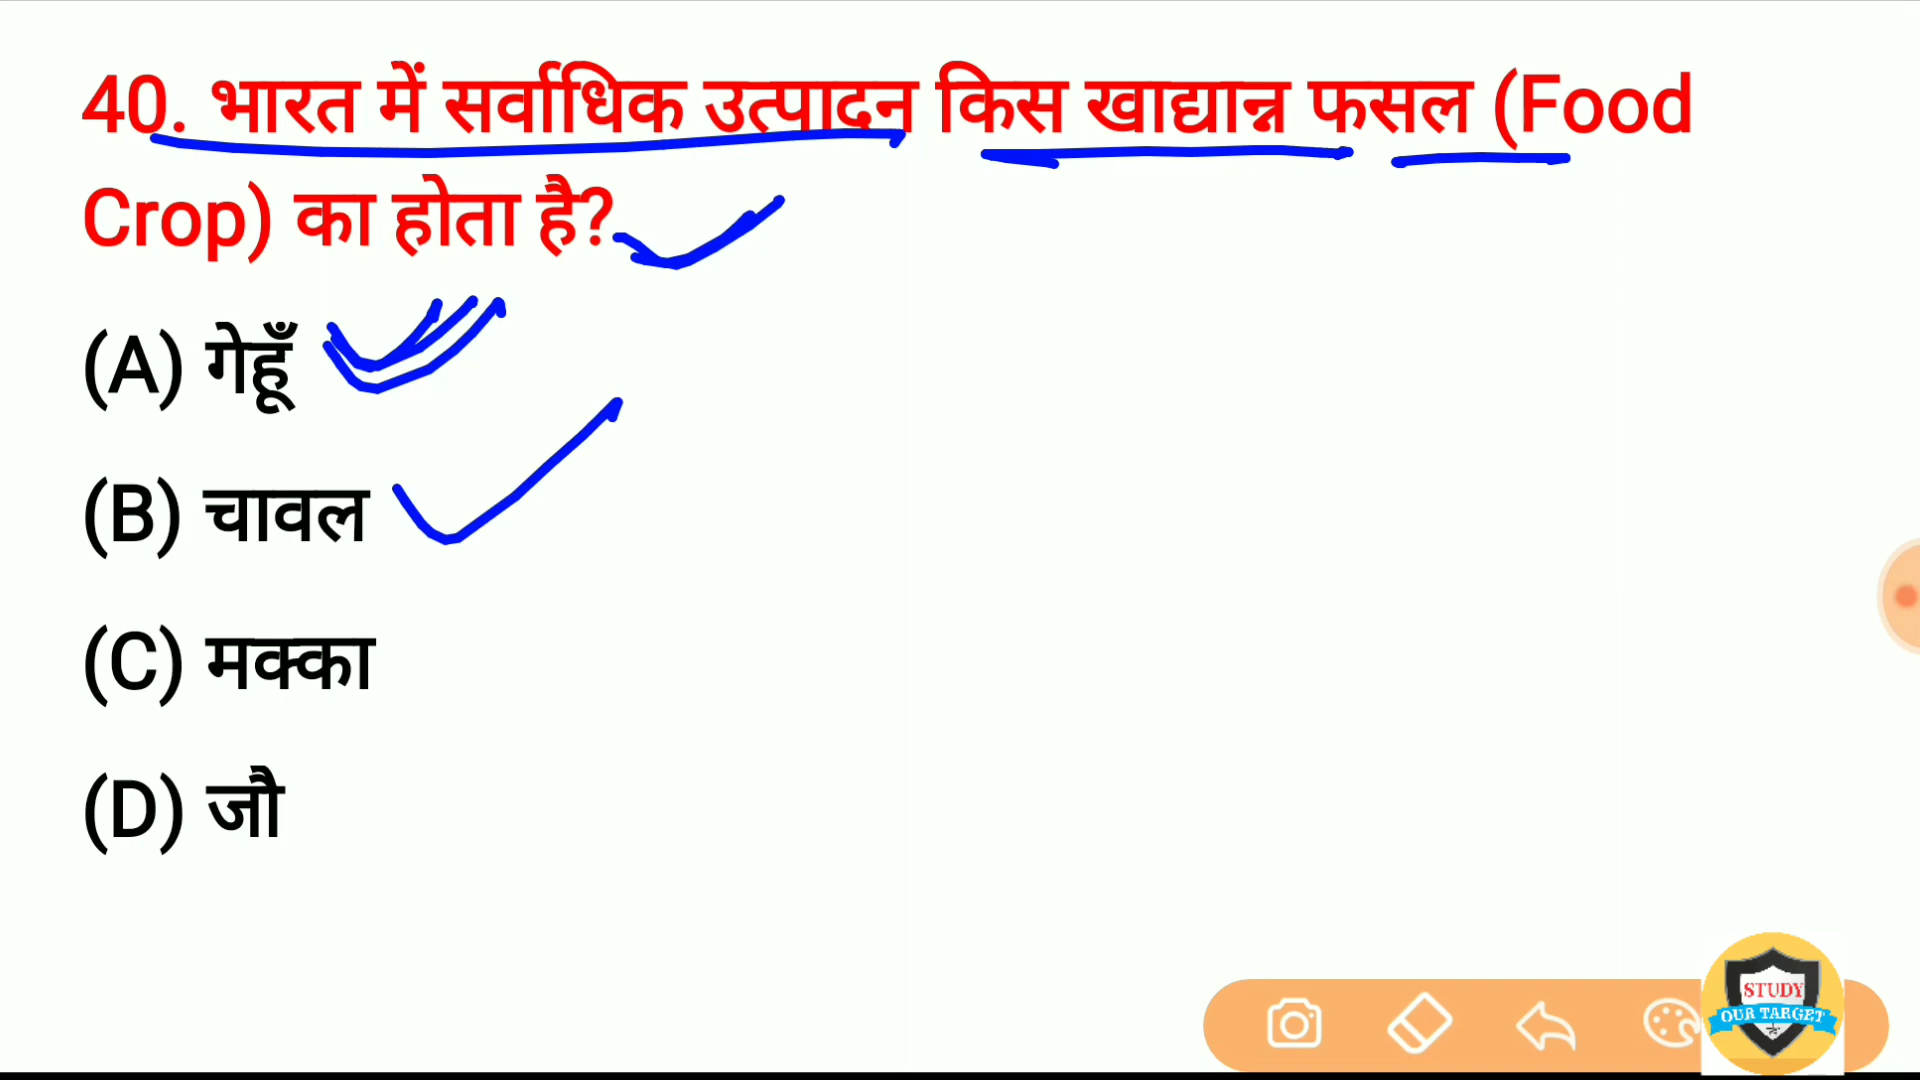 40. भारत में सर्वाधिक उत्पादन किस खाद्यान्न फसल (Food
Crop) का होता है?
(A) गेहूँ
(B) चावल
(C) मक्का
(D) जौ
STUDY
OUR TARGET